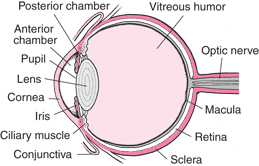 Posterior chamber
Vitreous humor
Anterior
chamber
Pupil
Lens
Cornea
Iris
Ciliary muscle
Conjunctiva
Optic nerve
Macula
Retina
Sclera